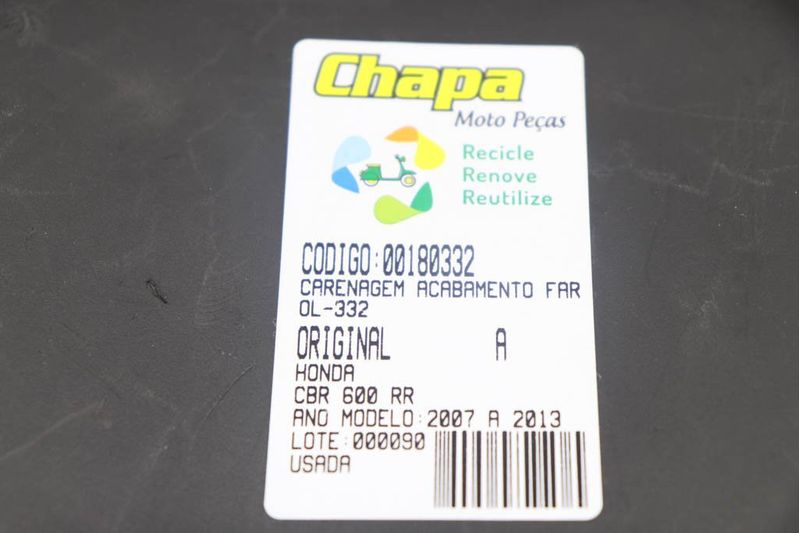 Chapa
Moto Peças
Recicle
Renove
Reutilize
CODIGO:00180332
CARENAGEM ACABAMENTO FAR
OL-332
ORIGINAL A
HONDA
CBR 600 RR
ANO MODELO:2007 A 2013
LOTE:000090
USADA